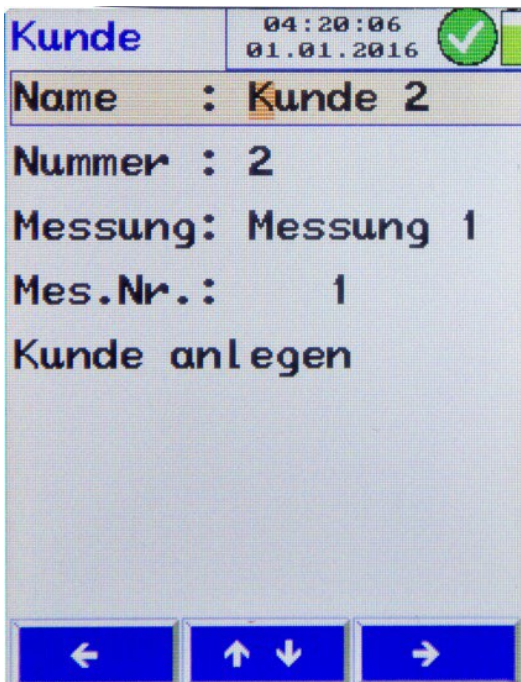 Kunde
04:20:06
01.01.2016
Name : Kunde 2
Nummer : 2
Messung: Messung 1
Mes.Nr.: 1
Kunde anlegen
← ↑ ↓ →